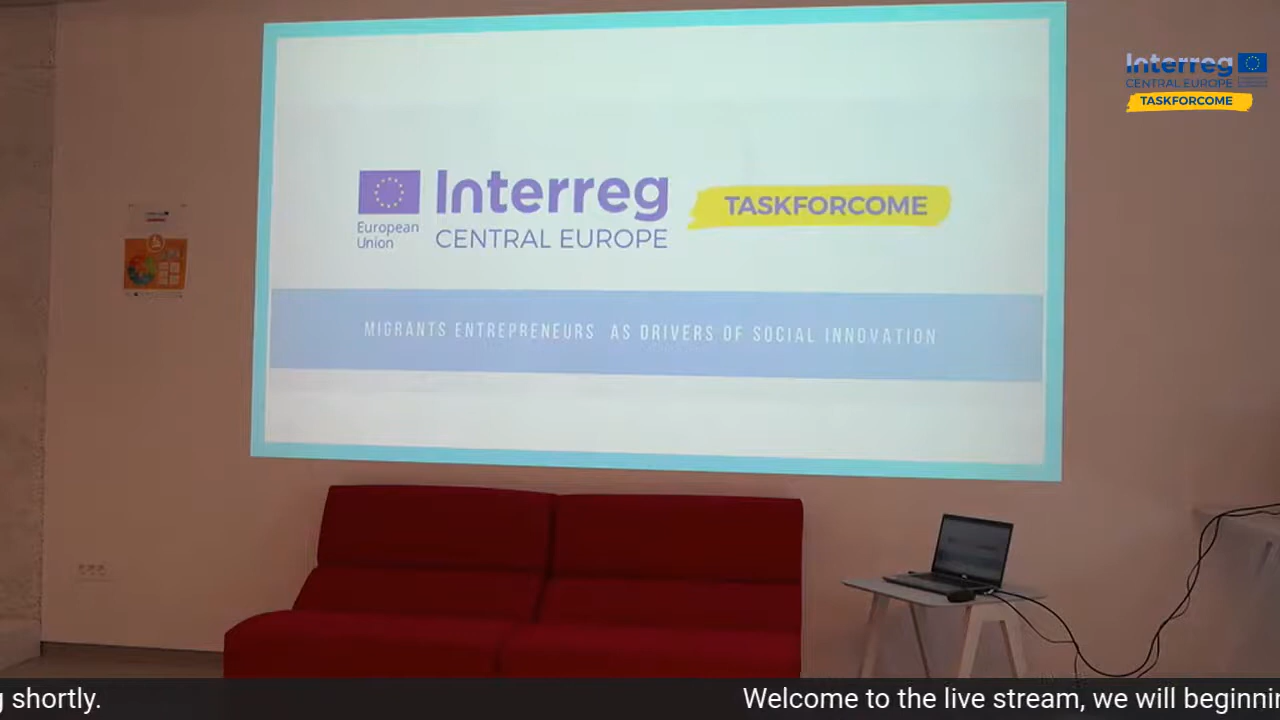 Interreg
CENTRAL EUROPE
TASKFORCOME
European
Union
Interreg
CENTRAL EUROPE
TASKFORCOME
MIGRANTS ENTREPRENEURS AS DRIVERS OF SOCIAL INNOVATION
g shortly.
Welcome to the live stream, we will beginnin